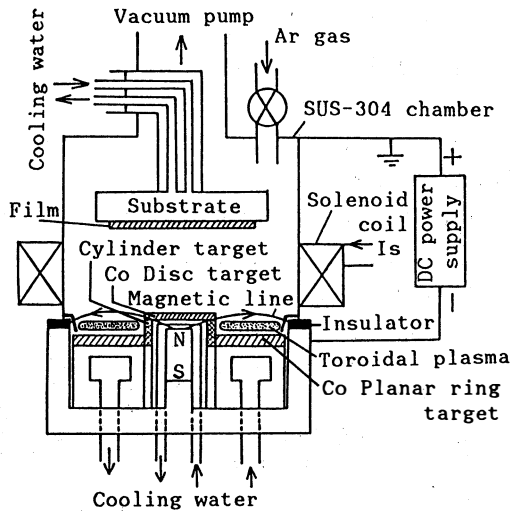 Vacuum pump
Cooling water
Ar gas
SUS-304 chamber
+
Substrate
Film
Solenoid
coil
Is
DC power
supply
Cylinder target
Co Disc target
Magnetic line
N
S
−
Insulator
Toroidal plasma
Co Planar ring
target
Cooling water